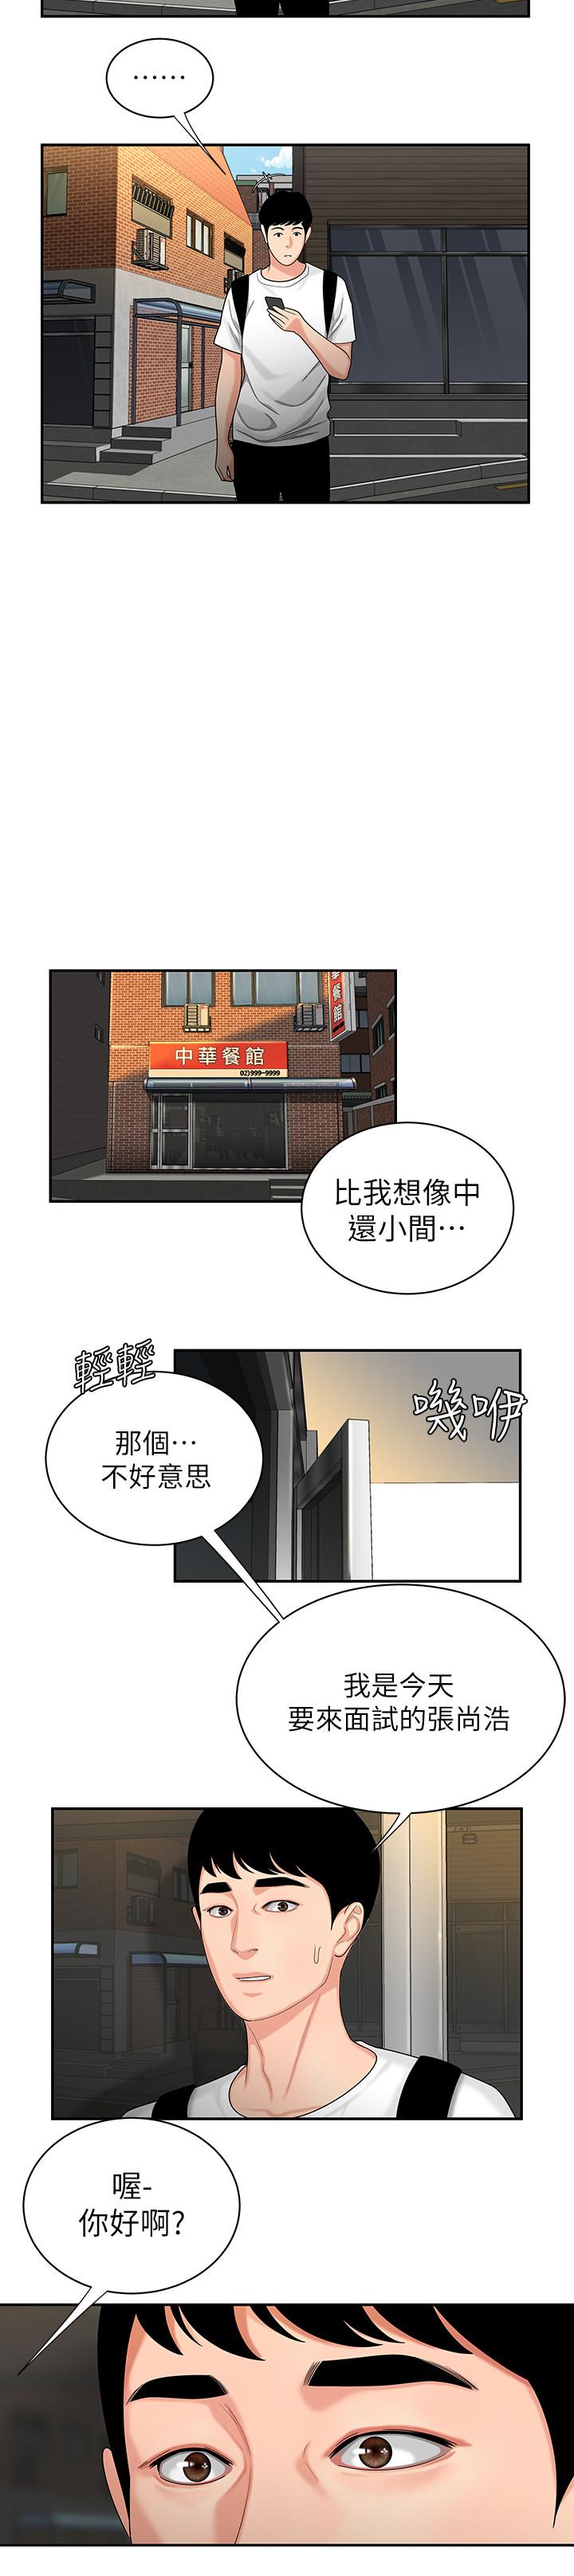 ……
中華餐館
02)999-9999
華餐館
比我想像中
還小間…
輕輕
嘰咿
那個…
不好意思
我是今天
要來面試的張尚浩
喔-
你好啊?